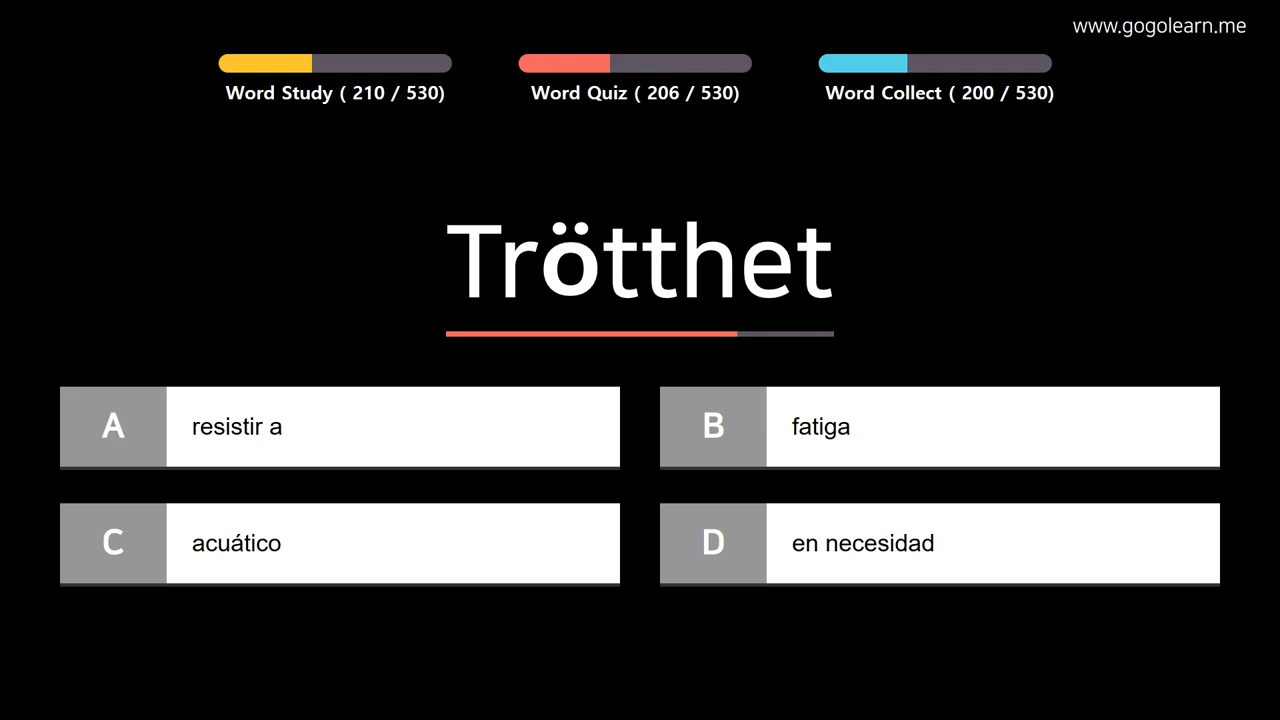 www.gogolearn.me
Word Study ( 210 / 530)
Word Quiz ( 206 / 530)
Word Collect ( 200 / 530)
Trötthet
A resistir a
B fatiga
C acuático
D en necesidad